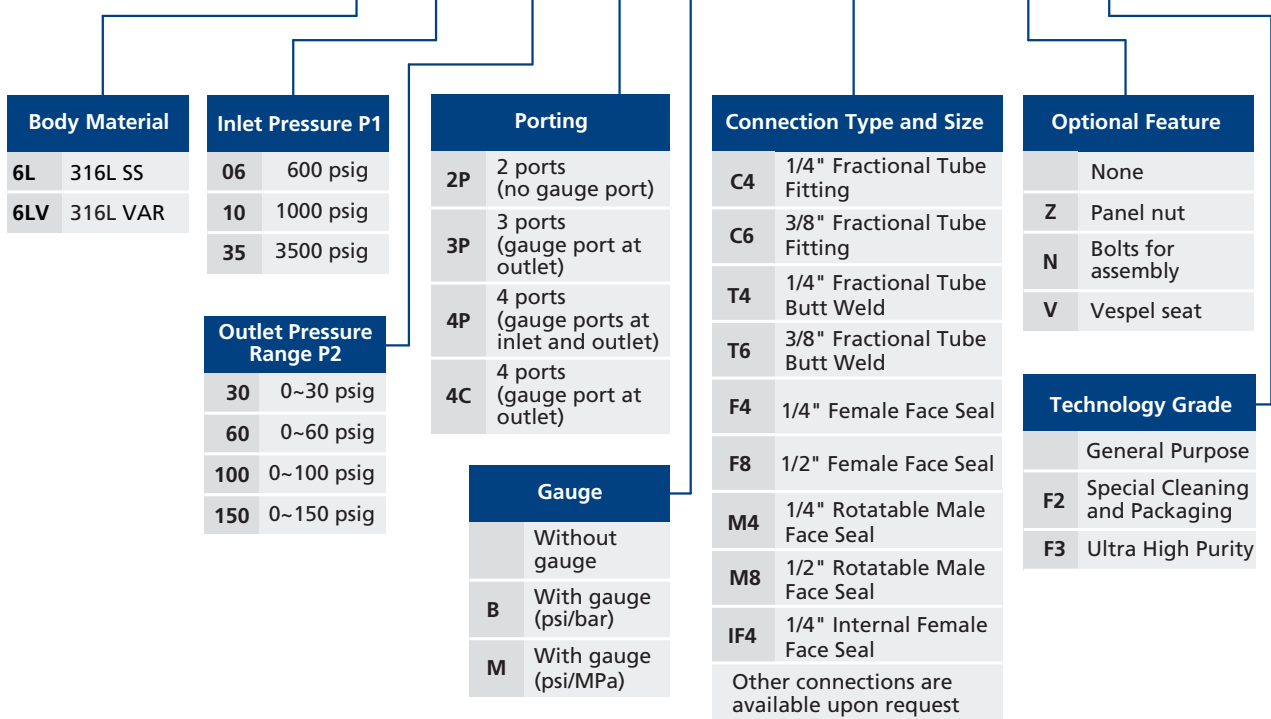 Body Material
6L 316L SS
6LV 316L VAR
Inlet Pressure P1
06 600 psig
10 1000 psig
35 3500 psig
Outlet Pressure
Range P2
30 0~30 psig
60 0~60 psig
100 0~100 psig
150 0~150 psig
Porting
2P 2 ports
(no gauge port)
3P 3 ports
(gauge port at
outlet)
4P 4 ports
(gauge ports at
inlet and outlet)
4C 4 ports
(gauge port at
outlet)
Gauge
Without
gauge
B With gauge
(psi/bar)
M With gauge
(psi/MPa)
Connection Type and Size
C4 1/4" Fractional Tube
Fitting
C6 3/8" Fractional Tube
Fitting
T4 1/4" Fractional Tube
Butt Weld
T6 3/8" Fractional Tube
Butt Weld
F4 1/4" Female Face Seal
F8 1/2" Female Face Seal
M4 1/4" Rotatable Male
Face Seal
M8 1/2" Rotatable Male
Face Seal
IF4 1/4" Internal Female
Face Seal
Other connections are
available upon request
Optional Feature
None
Z Panel nut
N Bolts for
assembly
V Vespel seat
Technology Grade
General Purpose
F2 Special Cleaning
and Packaging
F3 Ultra High Purity